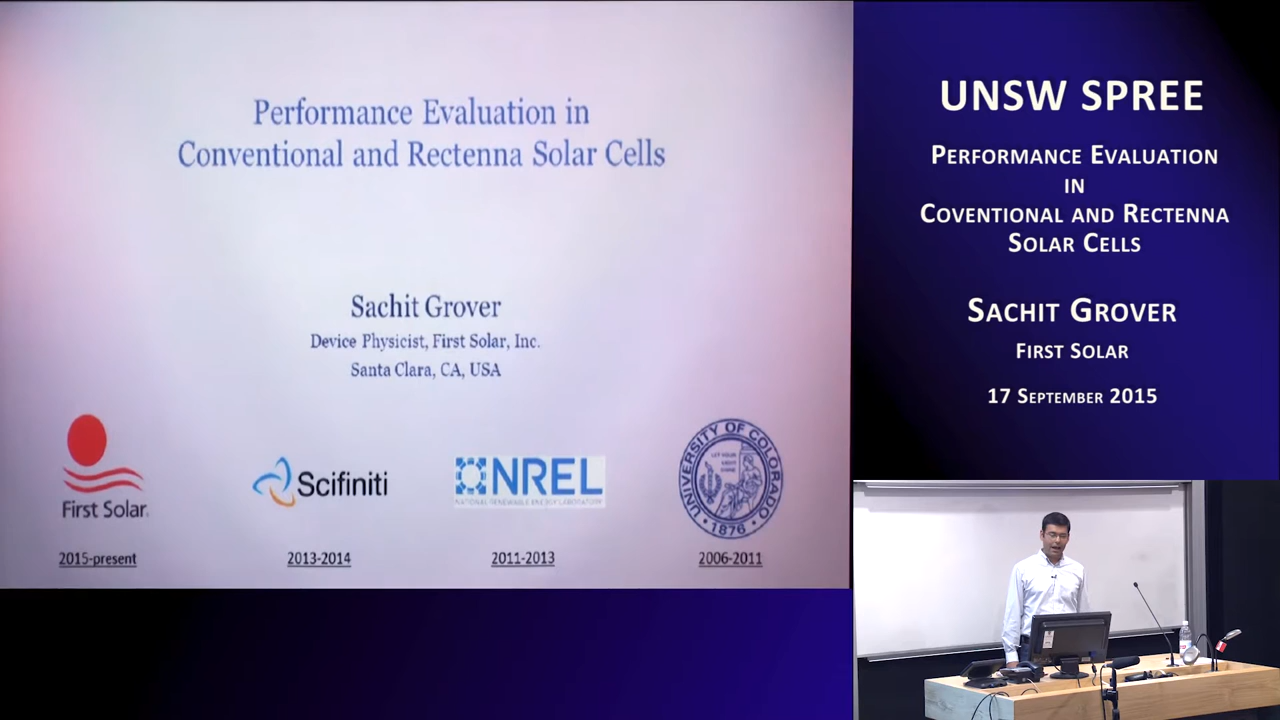 Performance Evaluation in
Conventional and Rectenna Solar Cells
Sachit Grover
Device Physicist, First Solar, Inc.
Santa Clara, CA, USA
First Solar.
Scifiniti
NREL
NATIONAL RENEWABLE ENERGY LABORATORY
UNIVERSITY OF COLORADO
1876
2015-present
2013-2014
2011-2013
2006-2011
UNSW SPREE
PERFORMANCE EVALUATION
IN
COVENTIONAL AND RECTENNA
SOLAR CELLS
SACHIT GROVER
FIRST SOLAR
17 SEPTEMBER 2015